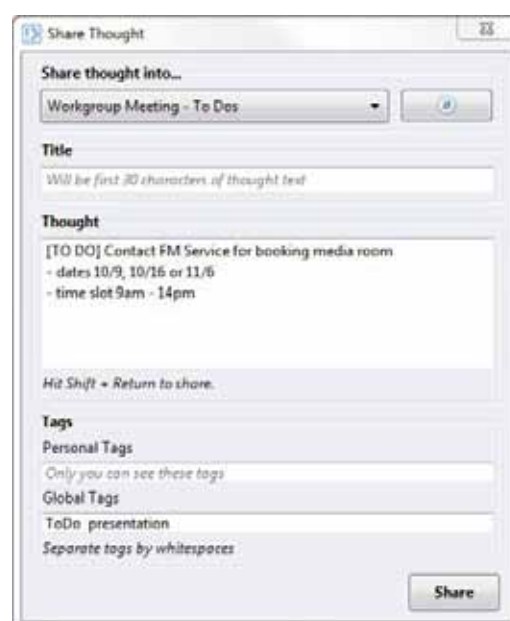 Share Thought
Share thought into...
Workgroup Meeting - To Dos
Title
Will be first 30 characters of thought text
Thought
[TO DO] Contact FM Service for booking media room
- dates 10/9, 10/16 or 11/6
- time slot 9am - 14pm
Hit Shift + Return to share.
Tags
Personal Tags
Only you can see these tags
Global Tags
ToDo presentation
Separate tags by whitespaces
Share